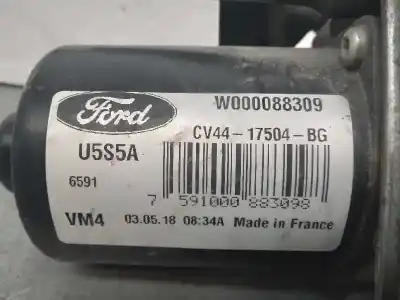 Ford
W000088309
CV44-17504-BG
U5S5A
6591
7 591000 883098
VM4 03.05.18 08:34A Made in France